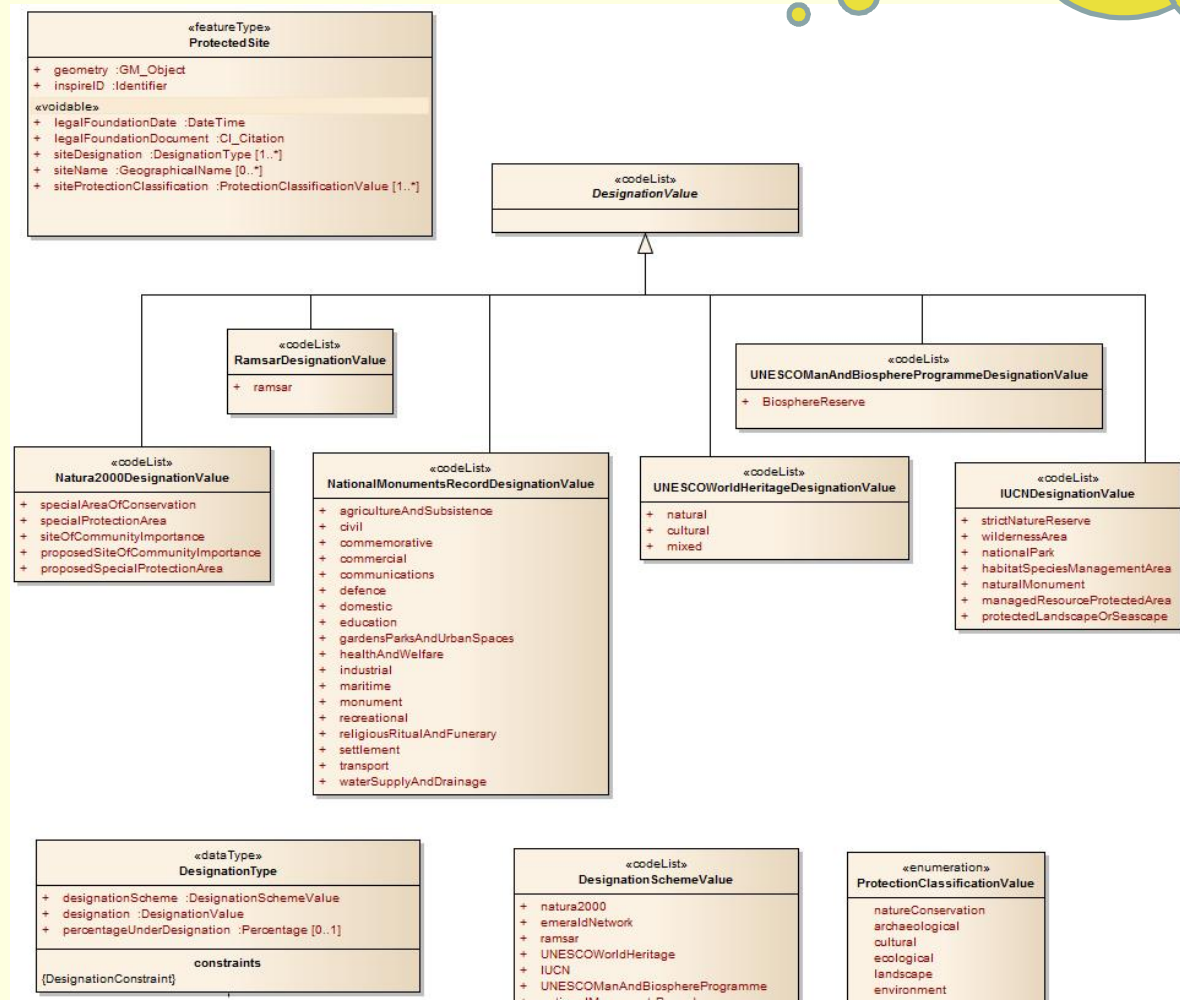 «featureType»
ProtectedSite
+ geometry :GM_Object
+ inspireID :Identifier
«voidable»
+ legalFoundationDate :DateTime
+ legalFoundationDocument :CI_Citation
+ siteDesignation :DesignationType [1..*]
+ siteName :GeographicalName [0..*]
+ siteProtectionClassification :ProtectionClassificationValue [1..*]
«codeList»
DesignationValue
«codeList»
RamsarDesignationValue
+ ramsar
«codeList»
UNESCOManAndBiosphereProgrammeDesignationValue
+ BiosphereReserve
«codeList»
Natura2000DesignationValue
+ specialAreaOfConservation
+ specialProtectionArea
+ siteOfCommunityImportance
+ proposedSiteOfCommunityImportance
+ proposedSpecialProtectionArea
«codeList»
NationalMonumentsRecordDesignationValue
+ agricultureAndSubsistence
+ civil
+ commemorative
+ commercial
+ communications
+ defence
+ domestic
+ education
+ gardensParksAndUrbanSpaces
+ healthAndWelfare
+ industrial
+ maritime
+ monument
+ recreational
+ religiousRitualAndFunerary
+ settlement
+ transport
+ waterSupplyAndDrainage
«codeList»
UNESCOWorldHeritageDesignationValue
+ natural
+ cultural
+ mixed
«codeList»
IUCNDesignationValue
+ strictNatureReserve
+ wildernessArea
+ nationalPark
+ habitatSpeciesManagementArea
+ naturalMonument
+ managedResourceProtectedArea
+ protectedLandscapeOrSeascape
«dataType»
DesignationType
+ designationScheme :DesignationSchemeValue
+ designation :DesignationValue
+ percentageUnderDesignation :Percentage [0..1]
constraints
{DesignationConstraint}
«codeList»
DesignationSchemeValue
+ natura2000
+ emeraldNetwork
+ ramsar
+ UNESCOWorldHeritage
+ IUCN
+ UNESCOManAndBiosphereProgramme
«enumeration»
ProtectionClassificationValue
natureConservation
archaeological
cultural
ecological
landscape
environment